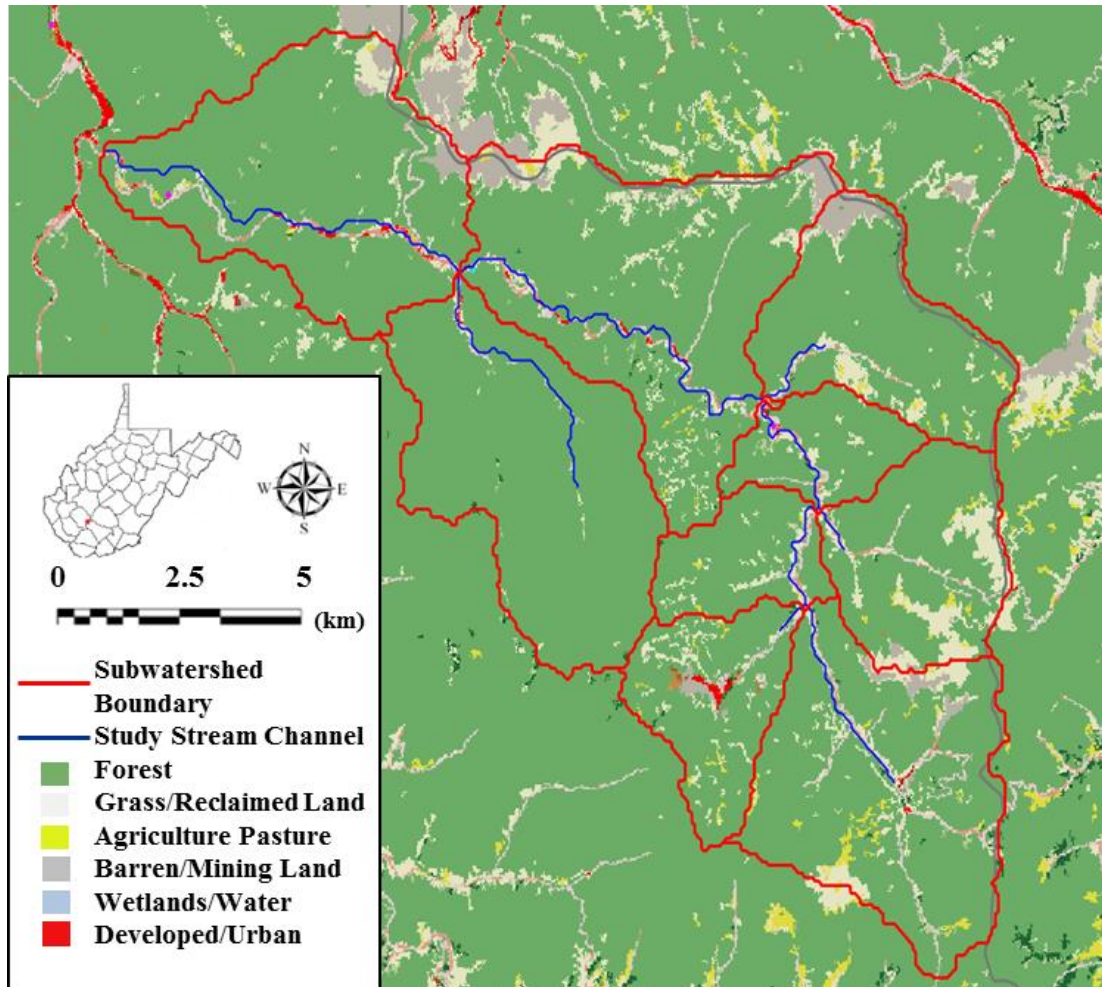 N
W E
S
0 2.5 5
(km)
Subwatershed
Boundary
Study Stream Channel
Forest
Grass/Reclaimed Land
Agriculture Pasture
Barren/Mining Land
Wetlands/Water
Developed/Urban